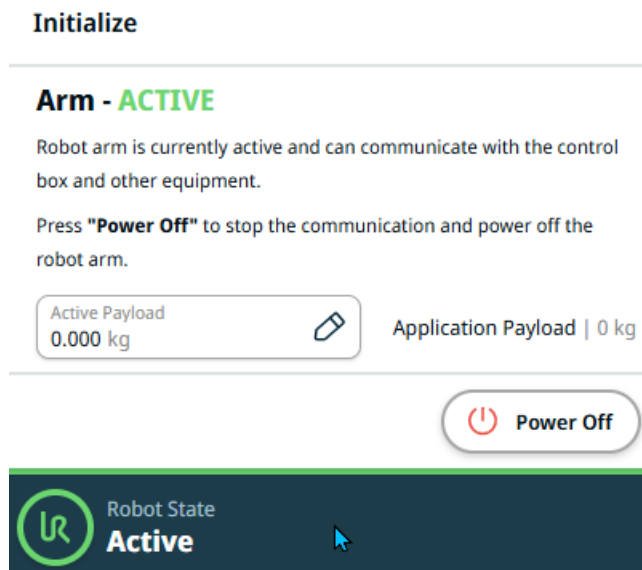 Initialize
Arm - ACTIVE
Robot arm is currently active and can communicate with the control
box and other equipment.
Press "Power Off" to stop the communication and power off the
robot arm.
Active Payload
0.000 kg
Application Payload | 0 kg
Power Off
UR
Robot State
Active